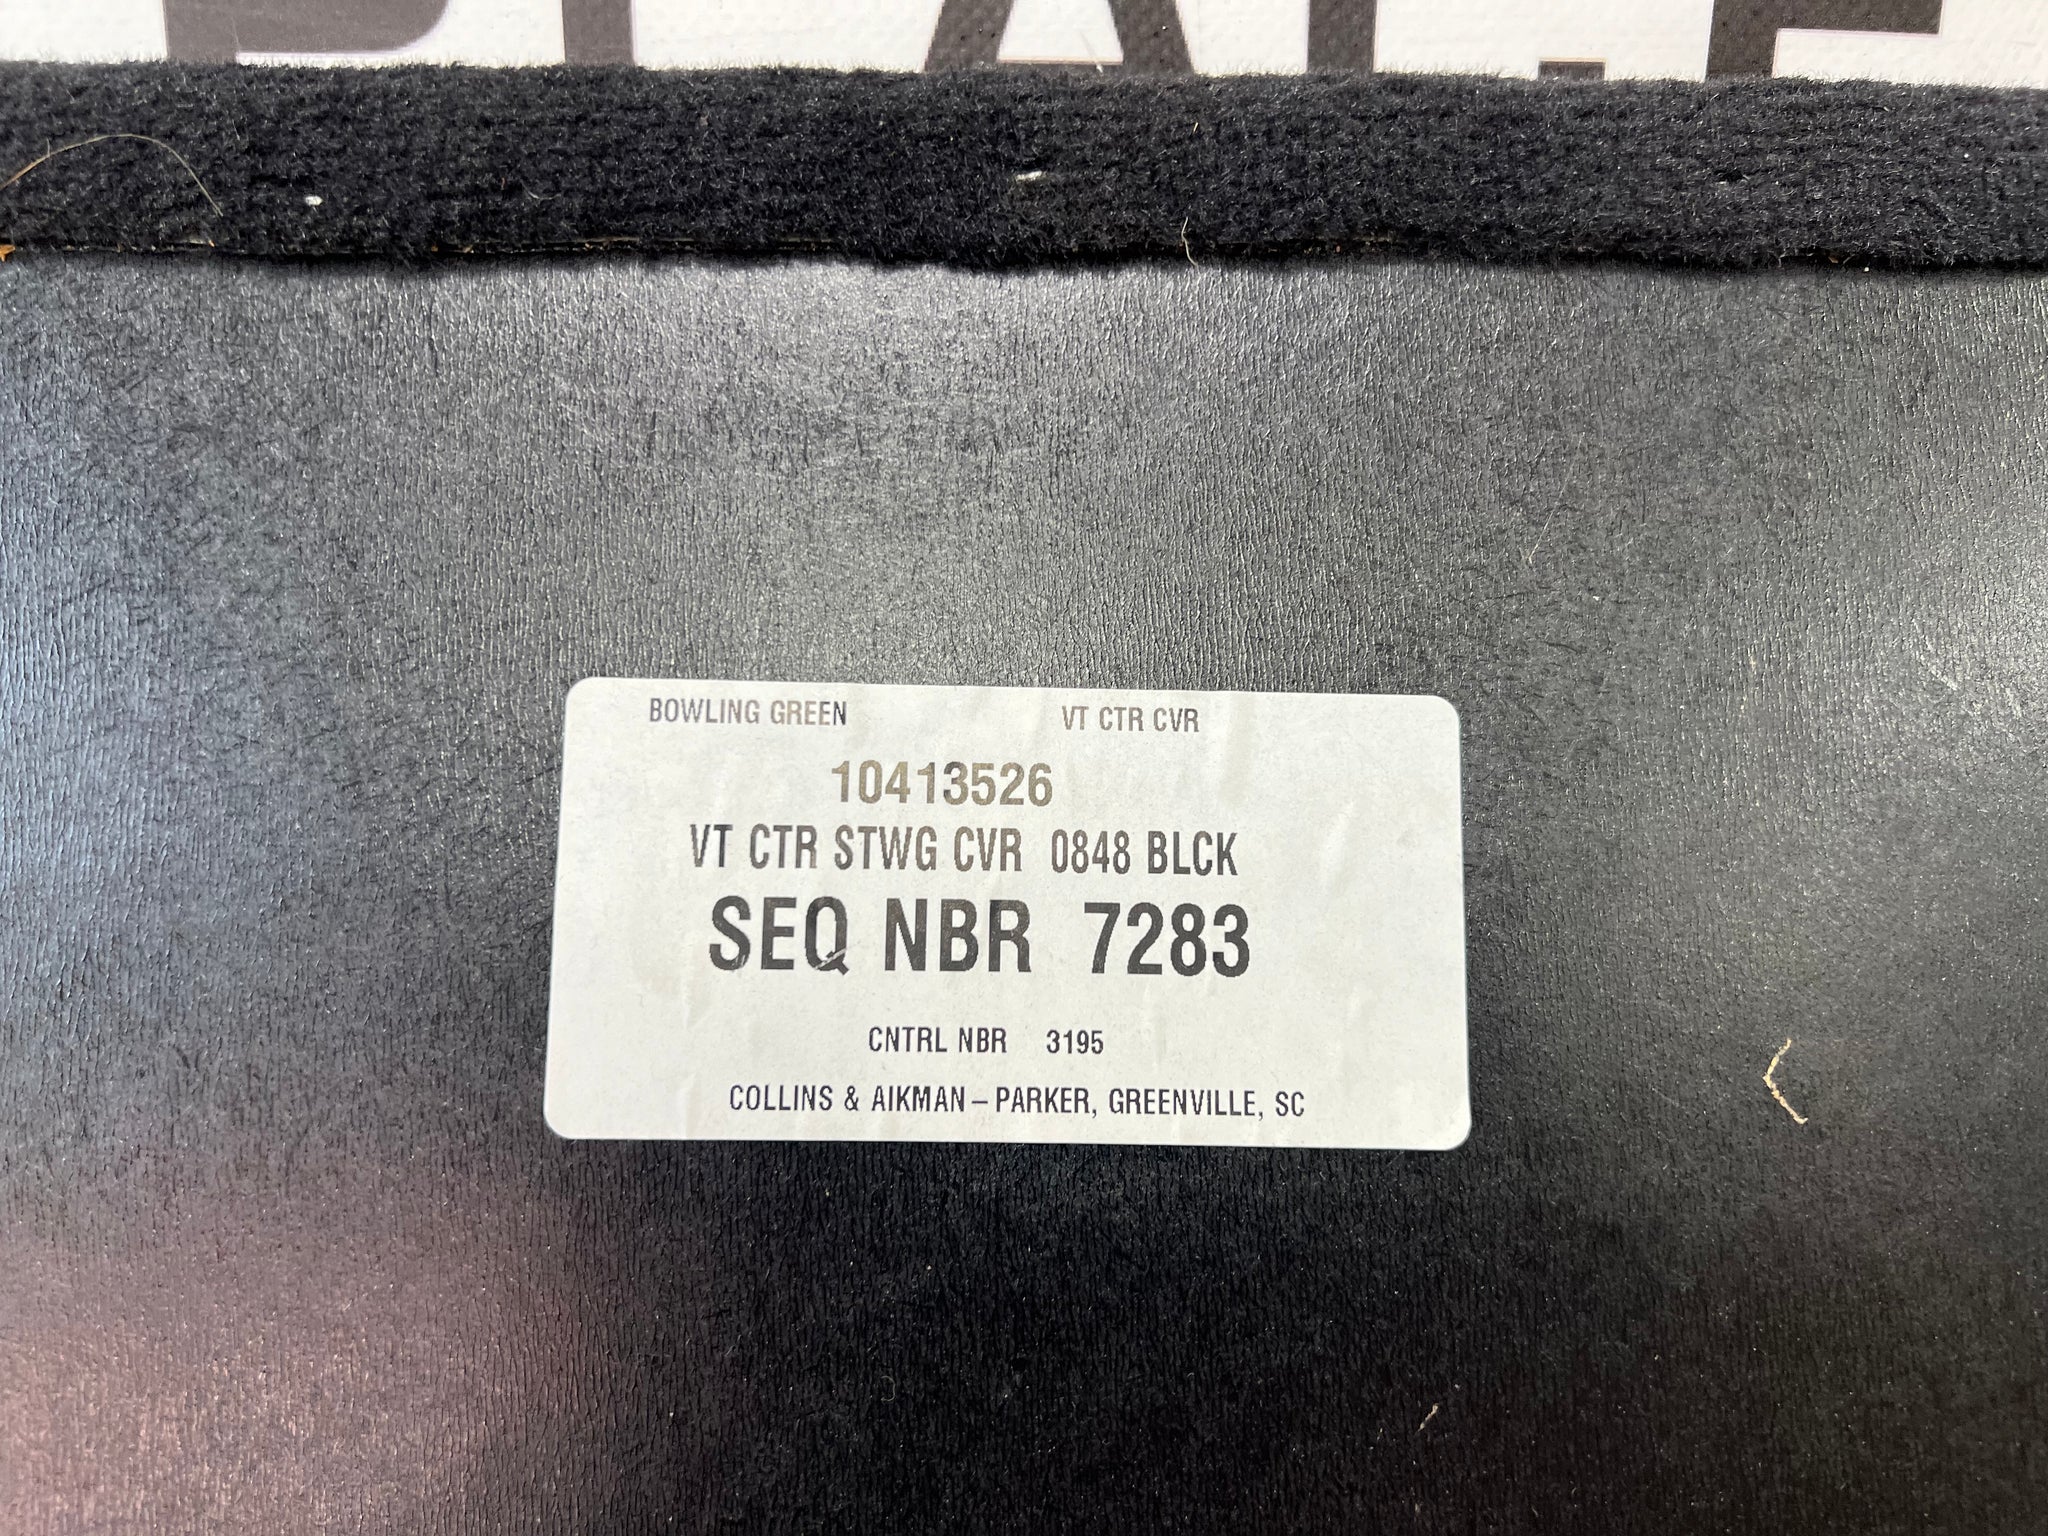 BOWLING GREEN VT CTR CVR
10413526
VT CTR STWG CVR 0848 BLCK
SEQ NBR 7283
CNTRL NBR 3195
COLLINS & AIKMAN – PARKER, GREENVILLE, SC